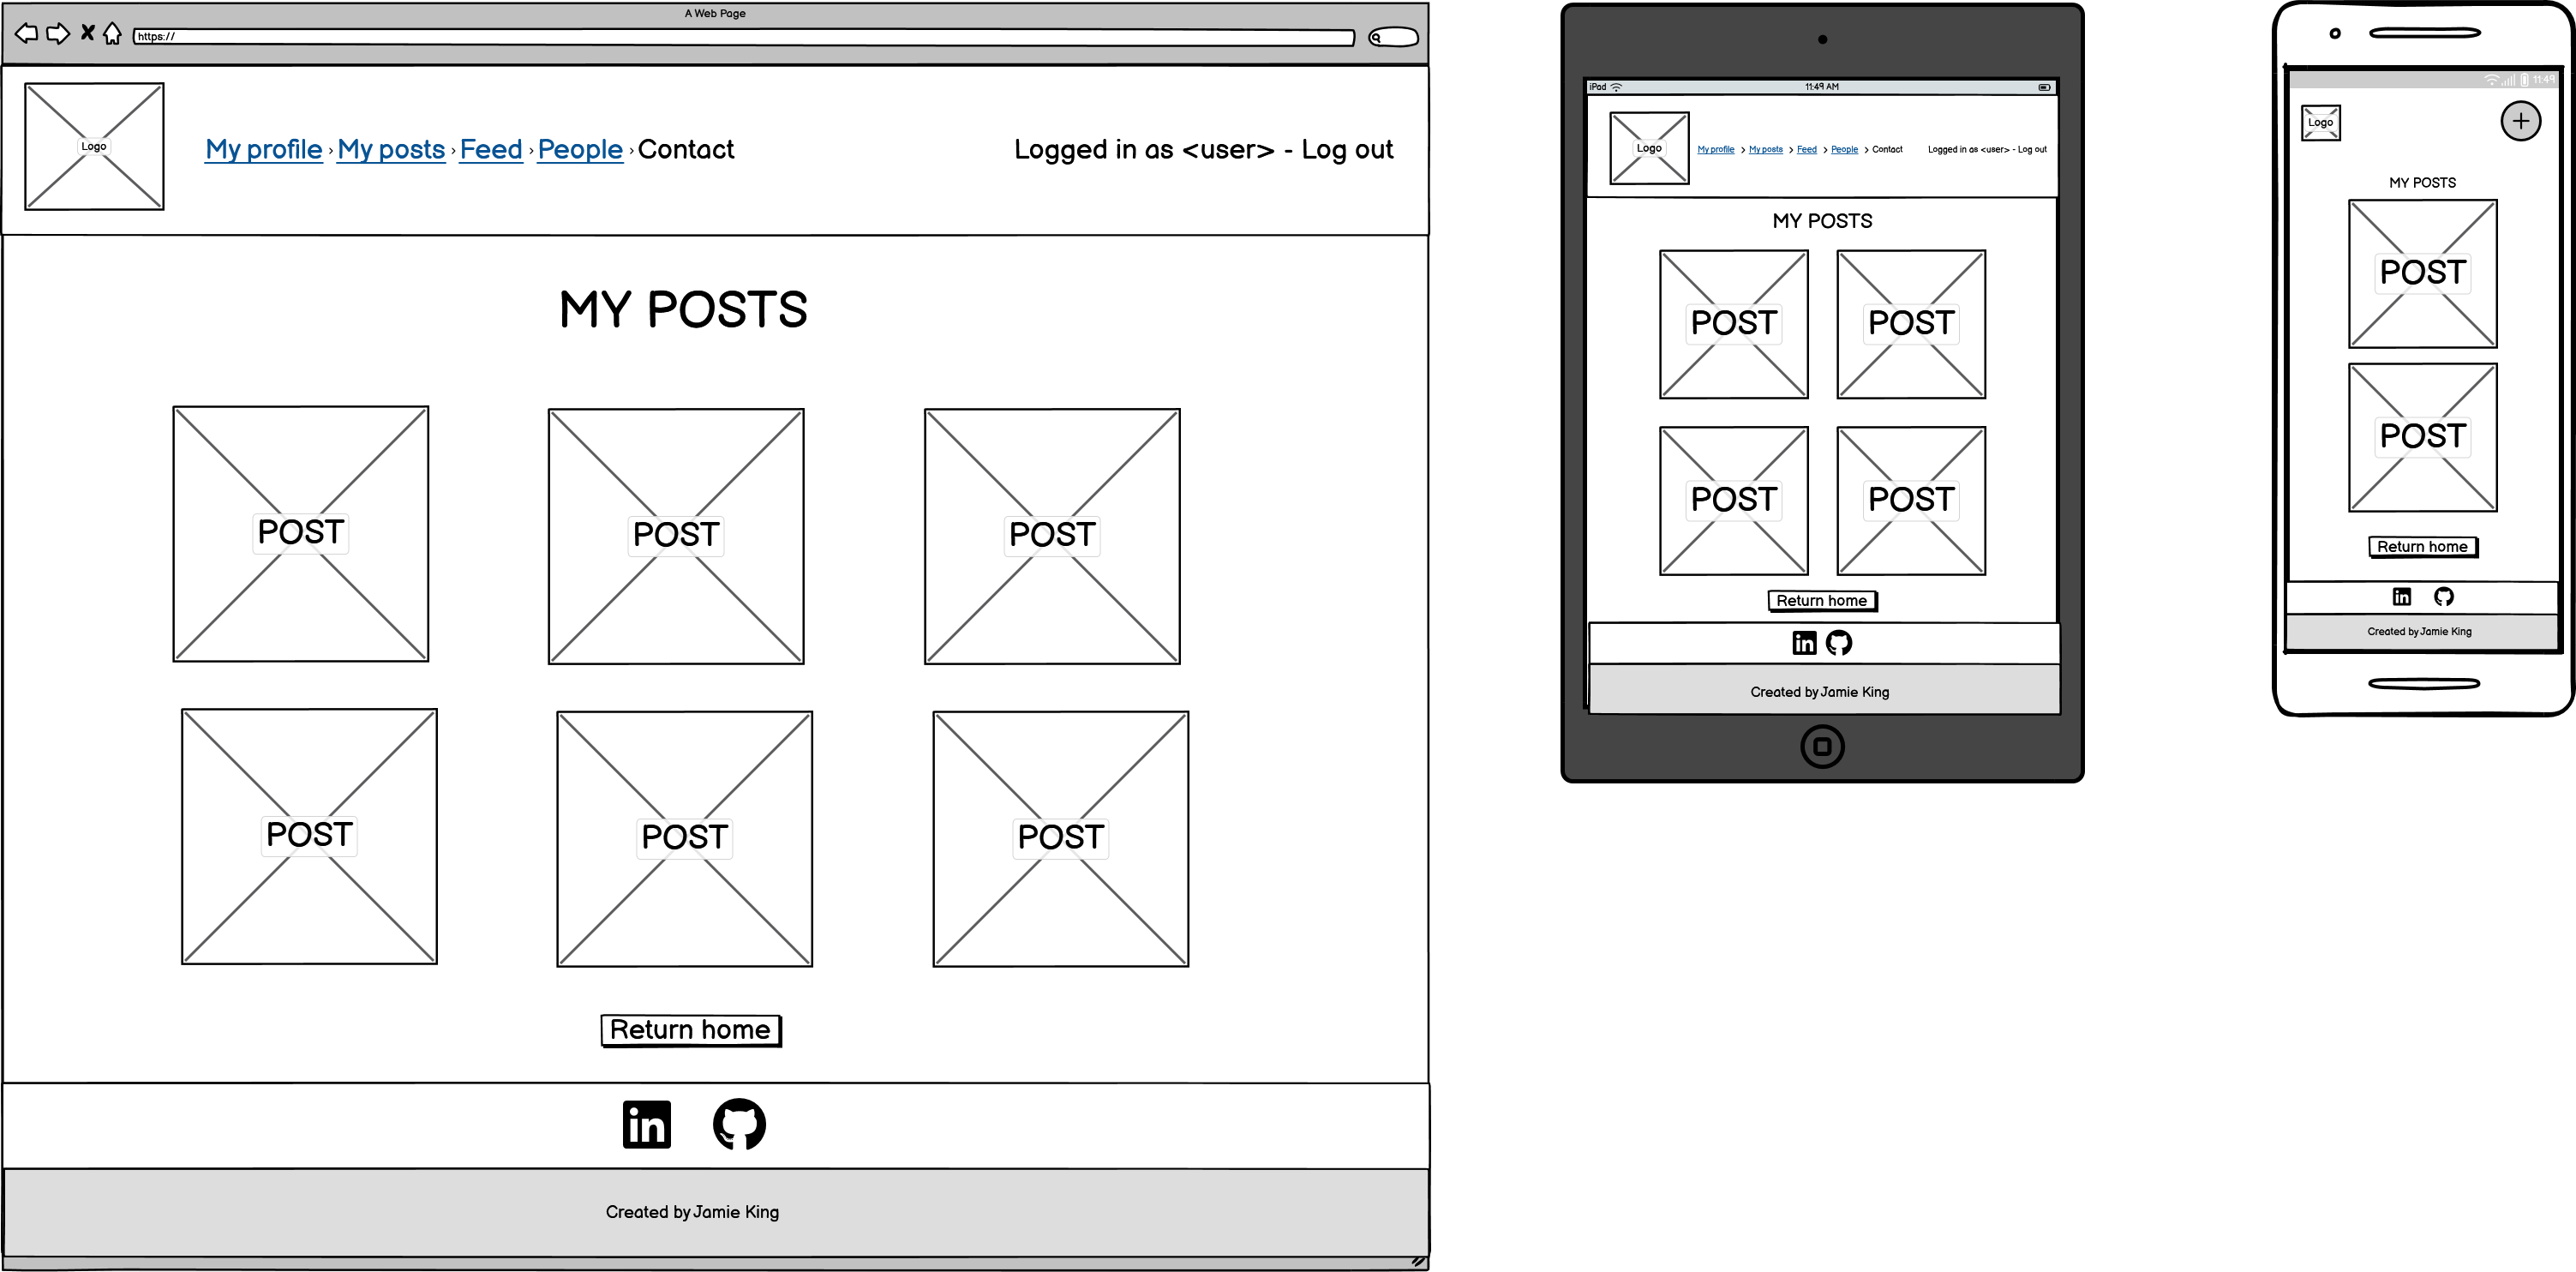 A Web Page
https://
Logo
My profile › My posts › Feed › People › Contact
Logged in as <user> - Log out
MY POSTS
POST POST POST
POST POST POST
Return home
in
Created by Jamie King
iPad 11:49 AM
Logo
My profile > My posts > Feed > People > Contact
Logged in as <user> - Log out
MY POSTS
POST POST
POST POST
Return home
in
Created by Jamie King
11:49
Logo
MY POSTS
POST
POST
Return home
in
Created by Jamie King